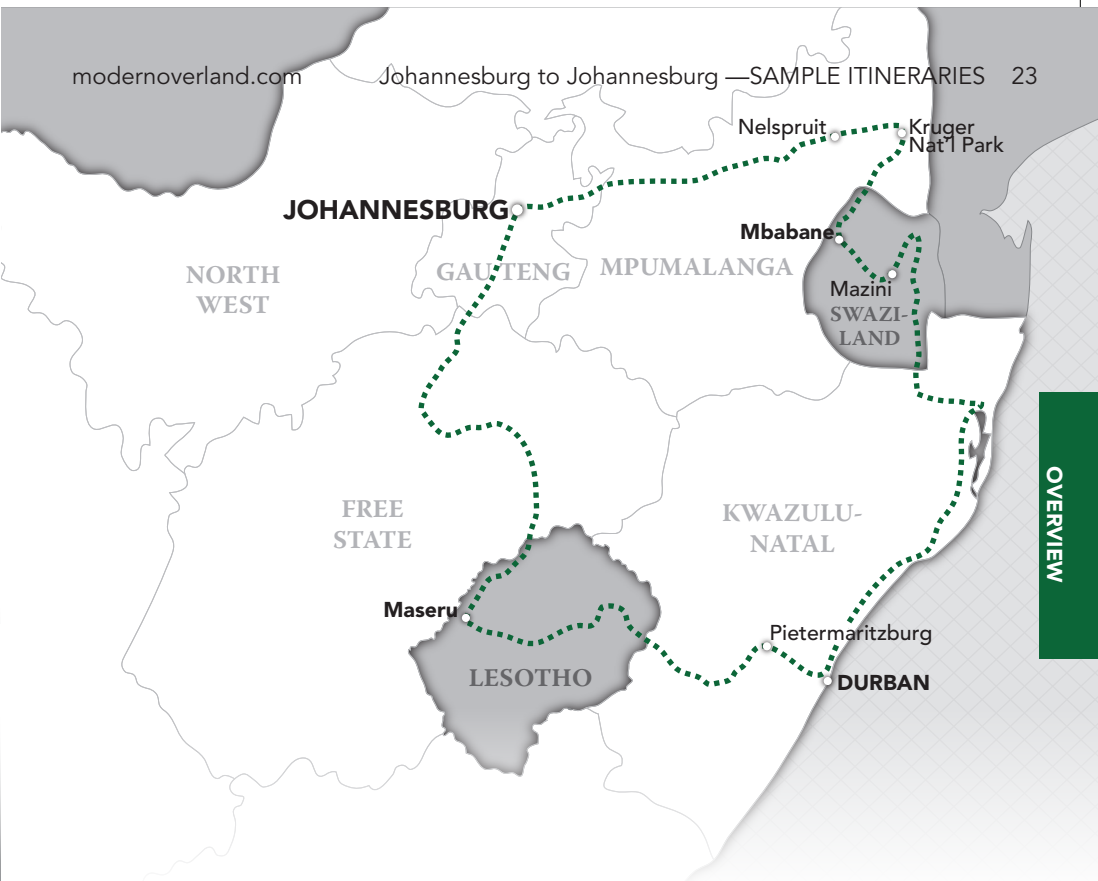 modernoverland.com
Johannesburg to Johannesburg —SAMPLE ITINERARIES 23
Nelspruit
Kruger
Nat'l Park
JOHANNESBURG
Mbabane
NORTH
WEST
GAUTENG
MPUMALANGA
Mazini
SWAZI-
LAND
OVERVIEW
FREE
STATE
KWAZULU-
NATAL
Maseru
Pietermaritzburg
LESOTHO
DURBAN